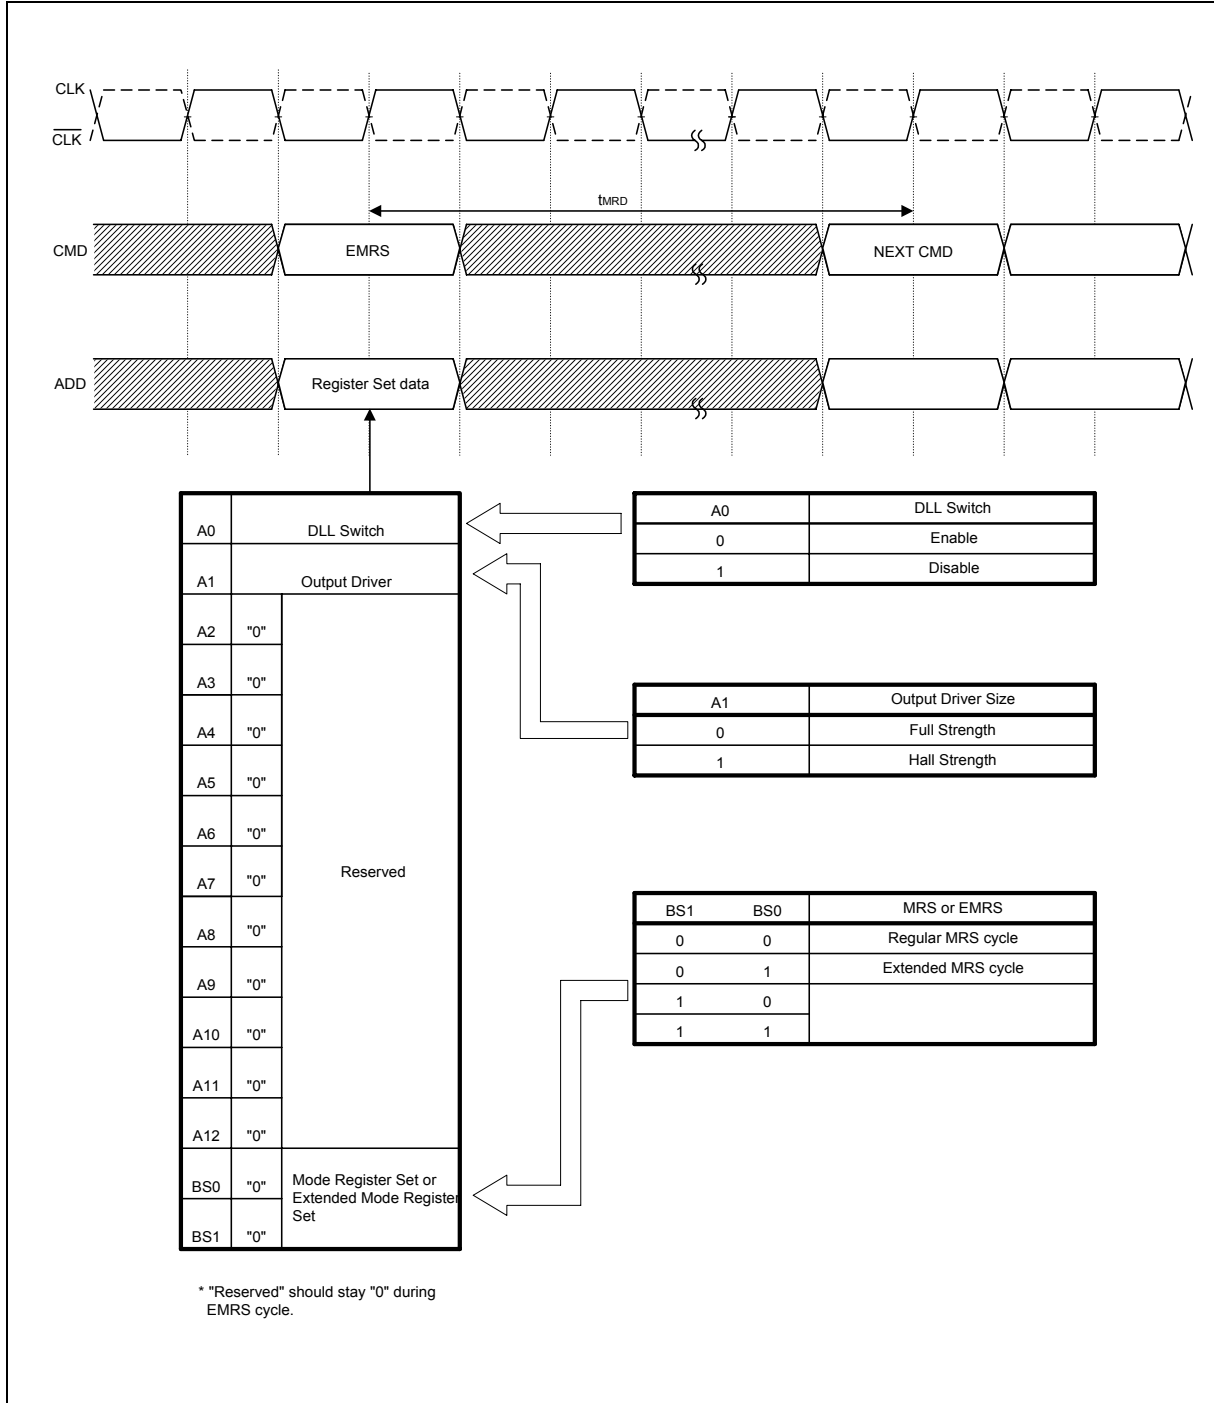 CLK
CLK
tMRD
CMD
EMRS
NEXT CMD
ADD
Register Set data
A0 DLL Switch
A1 Output Driver
A2 "0"
A3 "0"
A4 "0"
A5 "0"
A6 "0"
A7 "0"
Reserved
A8 "0"
A9 "0"
A10 "0"
A11 "0"
A12 "0"
BS0 "0"
BS1 "0"
Mode Register Set or
Extended Mode Register
Set
A0 DLL Switch
0 Enable
1 Disable
A1 Output Driver Size
0 Full Strength
1 Hall Strength
BS1 BS0 MRS or EMRS
0 0 Regular MRS cycle
0 1 Extended MRS cycle
1 0
1 1
* "Reserved" should stay "0" during
EMRS cycle.